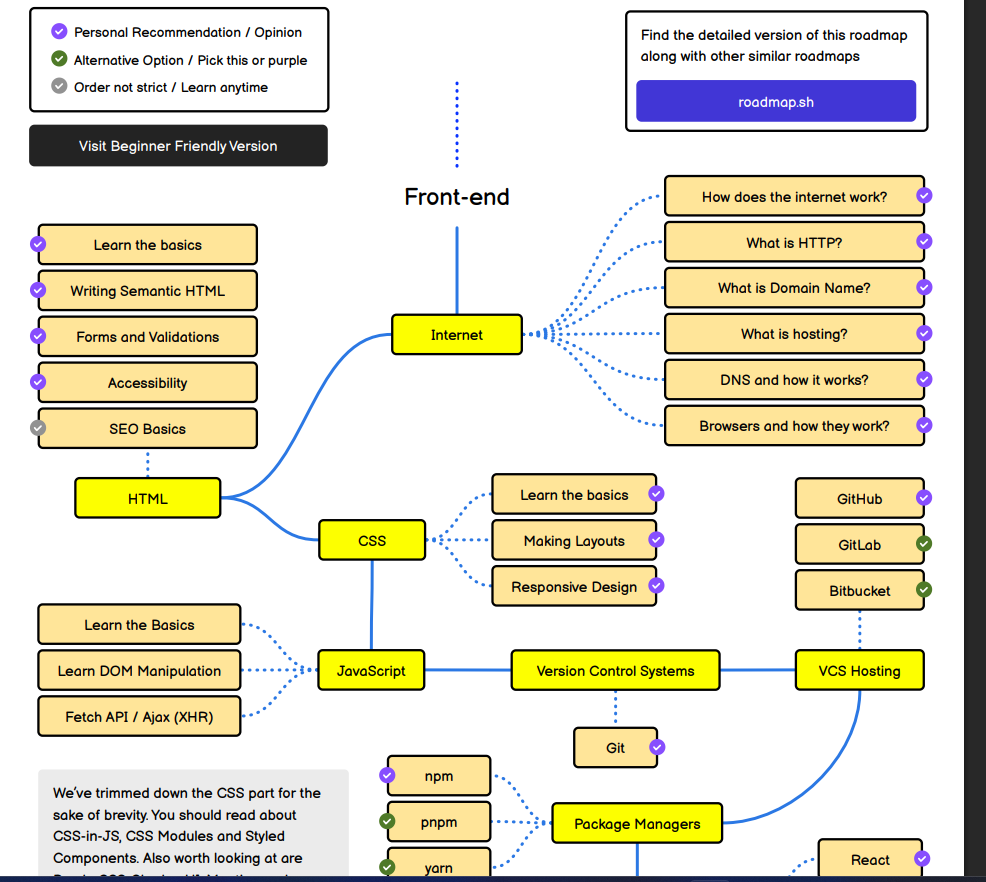 Personal Recommendation / Opinion
Alternative Option / Pick this or purple
Order not strict / Learn anytime
Visit Beginner Friendly Version
Find the detailed version of this roadmap
along with other similar roadmaps
roadmap.sh
Front-end
Internet
How does the internet work?
What is HTTP?
What is Domain Name?
What is hosting?
DNS and how it works?
Browsers and how they work?
Learn the basics
Writing Semantic HTML
Forms and Validations
Accessibility
SEO Basics
HTML
CSS
Learn the basics
Making Layouts
Responsive Design
GitHub
GitLab
Bitbucket
Learn the Basics
Learn DOM Manipulation
Fetch API / Ajax (XHR)
JavaScript
Version Control Systems
VCS Hosting
Git
npm
pnpm
yarn
Package Managers
React
We've trimmed down the CSS part for the
sake of brevity. You should read about
CSS-in-JS, CSS Modules and Styled
Components. Also worth looking at are